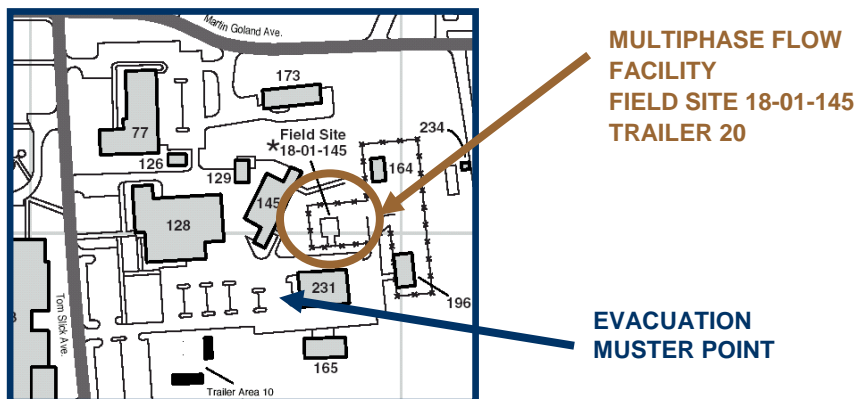 Martin Goland Ave.
173
77
126
*
Field Site
18-01-145
129
145
164
234
128
231
196
165
Tom Slick Ave.
Trailer Area 10
MULTIPHASE FLOW
FACILITY
FIELD SITE 18-01-145
TRAILER 20
EVACUATION
MUSTER POINT